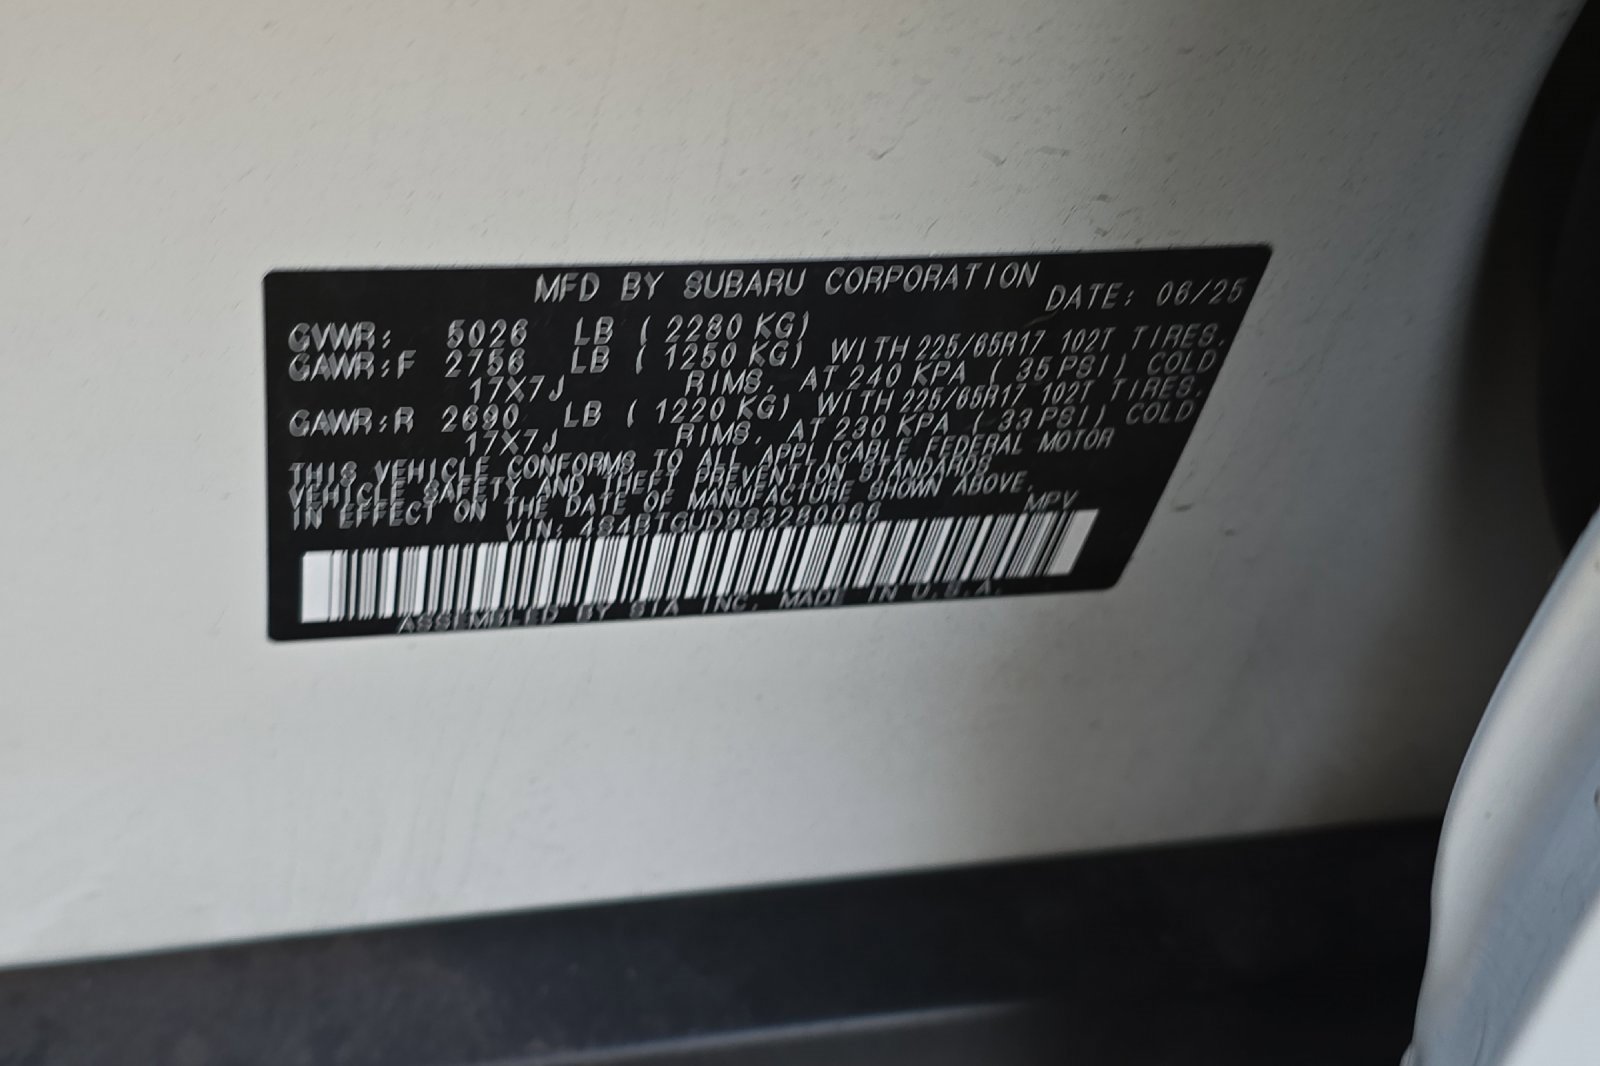 MFD BY SUBARU CORPORATION
DATE: 06/25
GVWR: 5026 LB ( 2280 KG)
GAWR:F 2756 LB ( 1250 KG) WITH 225/65R17 102T TIRES,
17X7J RIMS, AT 240 KPA ( 35 PSI) COLD
GAWR:R 2690 LB ( 1220 KG) WITH 225/65R17 102T TIRES,
17X7J RIMS, AT 230 KPA ( 33 PSI) COLD
THIS VEHICLE CONFORMS TO ALL APPLICABLE FEDERAL MOTOR
VEHICLE SAFETY AND THEFT PREVENTION STANDARDS
IN EFFECT ON THE DATE OF MANUFACTURE SHOWN ABOVE.
VIN: MPV
ASSEMBLED BY SIA INC, MADE IN U.S.A.